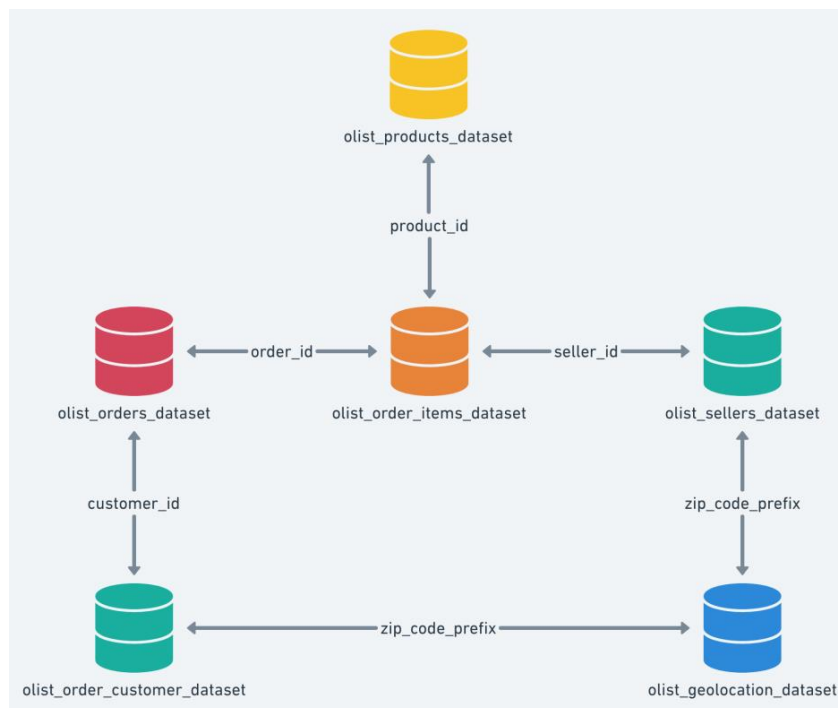 olist_products_dataset
product_id
order_id
seller_id
olist_orders_dataset
olist_order_items_dataset
olist_sellers_dataset
customer_id
zip_code_prefix
zip_code_prefix
olist_order_customer_dataset
olist_geolocation_dataset